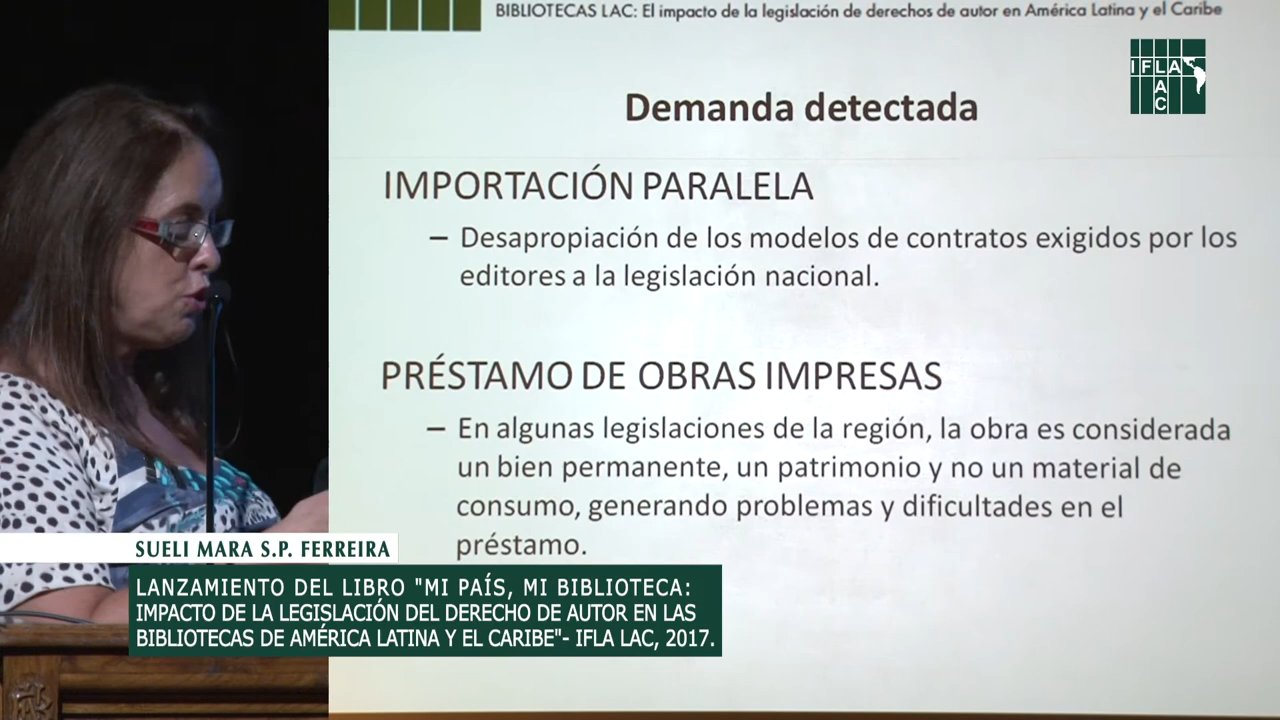 BIBLIOTECAS LAC: El impacto de la legislación de derechos de autor en América Latina y el Caribe
IFLA
LAC
Demanda detectada
IMPORTACIÓN PARALELA
– Desapropiación de los modelos de contratos exigidos por los
editores a la legislación nacional.
PRÉSTAMO DE OBRAS IMPRESAS
– En algunas legislaciones de la región, la obra es considerada
un bien permanente, un patrimonio y no un material de
consumo, generando problemas y dificultades en el
préstamo.
SUELI MARA S.P. FERREIRA
LANZAMIENTO DEL LIBRO "MI PAÍS, MI BIBLIOTECA:
IMPACTO DE LA LEGISLACIÓN DEL DERECHO DE AUTOR EN LAS
BIBLIOTECAS DE AMÉRICA LATINA Y EL CARIBE"- IFLA LAC, 2017.